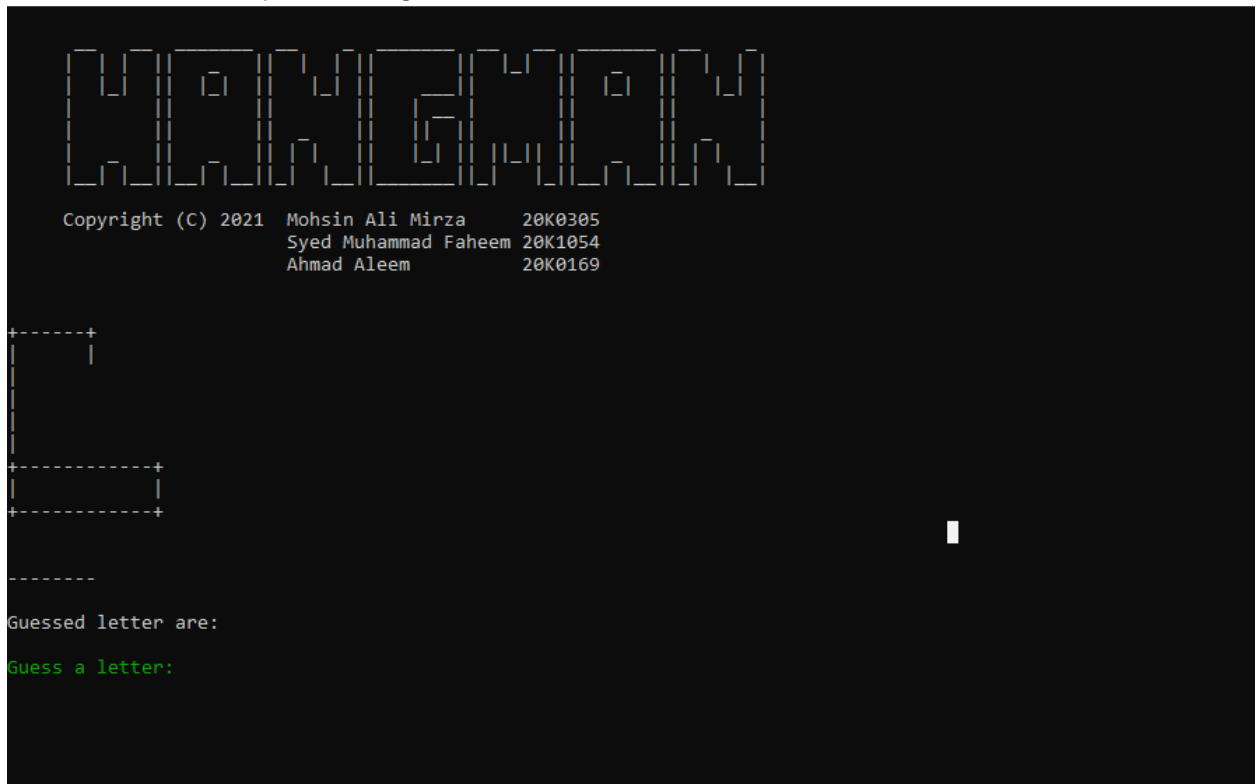 HANGMAN
Copyright (C) 2021 Mohsin Ali Mirza 20K0305
Syed Muhammad Faheem 20K1054
Ahmad Aleem 20K0169
--------
Guessed letter are:
Guess a letter: